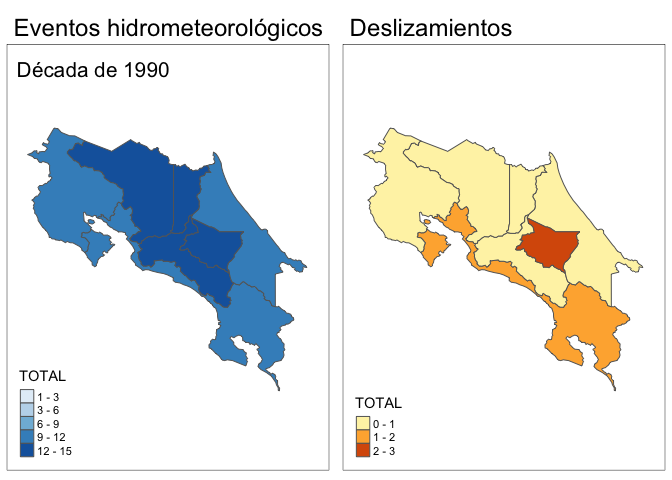 Eventos hidrometeorológicos
Década de 1990
TOTAL
1 - 3
3 - 6
6 - 9
9 - 12
12 - 15
Deslizamientos
TOTAL
0 - 1
1 - 2
2 - 3